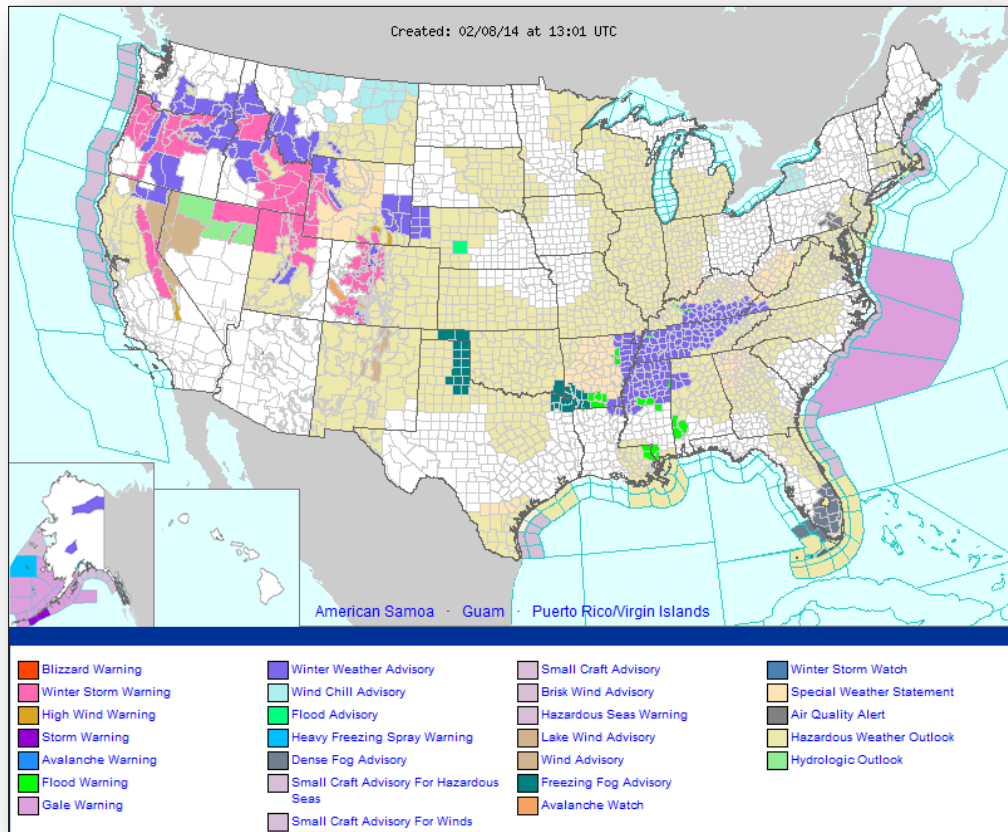 Created: 02/08/14 at 13:01 UTC
American Samoa · Guam · Puerto Rico/Virgin Islands
Blizzard Warning
Winter Storm Warning
High Wind Warning
Storm Warning
Avalanche Warning
Flood Warning
Gale Warning
Winter Weather Advisory
Wind Chill Advisory
Flood Advisory
Heavy Freezing Spray Warning
Dense Fog Advisory
Small Craft Advisory For Hazardous
Seas
Small Craft Advisory For Winds
Small Craft Advisory
Brisk Wind Advisory
Hazardous Seas Warning
Lake Wind Advisory
Wind Advisory
Freezing Fog Advisory
Avalanche Watch
Winter Storm Watch
Special Weather Statement
Air Quality Alert
Hazardous Weather Outlook
Hydrologic Outlook